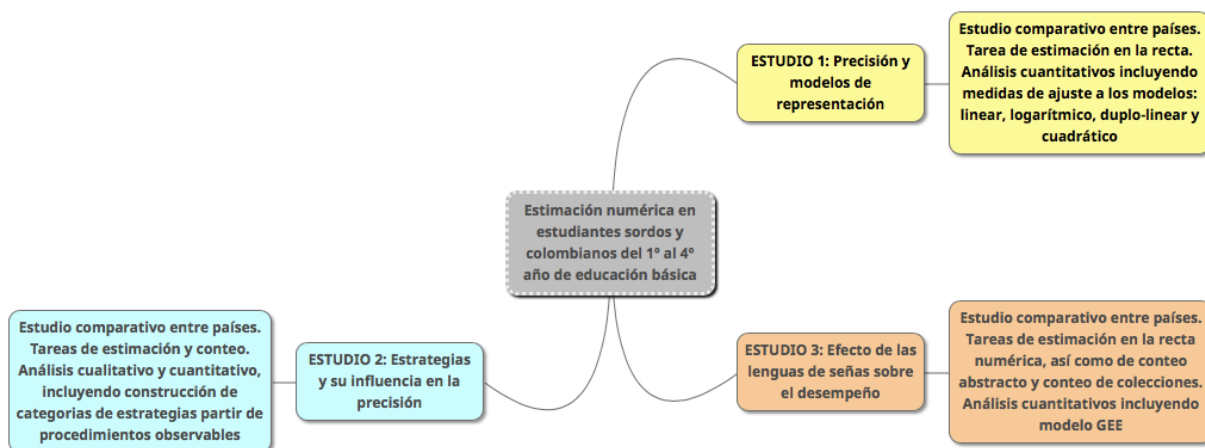 ESTUDIO 1: Precisión y
modelos de
representación
Estudio comparativo entre países.
Tarea de estimación en la recta.
Análisis cuantitativos incluyendo
medidas de ajuste a los modelos:
linear, logarítmico, duplo-linear y
cuadrático
Estimación numérica en
estudiantes sordos y
colombianos del 1º al 4º
año de educación básica
Estudio comparativo entre países.
Tareas de estimación y conteo.
Análisis cualitativo y cuantitativo,
incluyendo construcción de
categorias de estrategias partir de
procedimientos observables
ESTUDIO 2: Estrategias
y su influencia en la
precisión
ESTUDIO 3: Efecto de las
lenguas de señas sobre
el desempeño
Estudio comparativo entre países.
Tareas de estimación en la recta
numérica, así como de conteo
abstracto y conteo de colecciones.
Análisis cuantitativos incluyendo
modelo GEE